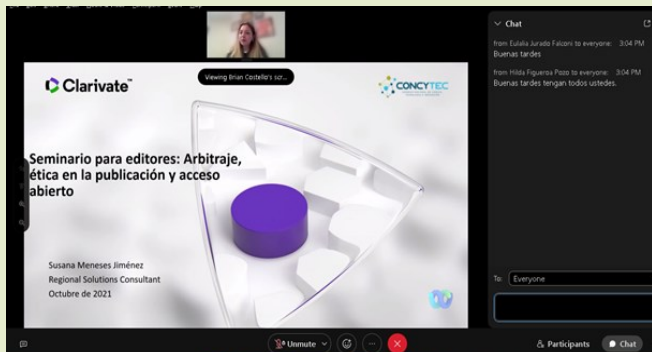 Viewing Brian Costello's scr...
Clarivate™
CONCYTEC
Seminario para editores: Arbitraje,
ética en la publicación y acceso
abierto
Susana Meneses Jiménez
Regional Solutions Consultant
Octubre de 2021
Chat
from Eulalia Jurado Falconi to everyone: 3:04 PM
Buenas tardes
from Hilda Figueroa Pozo to everyone: 3:04 PM
Buenas tardes tengan todos ustedes.
To: Everyone
Unmute
Participants
Chat